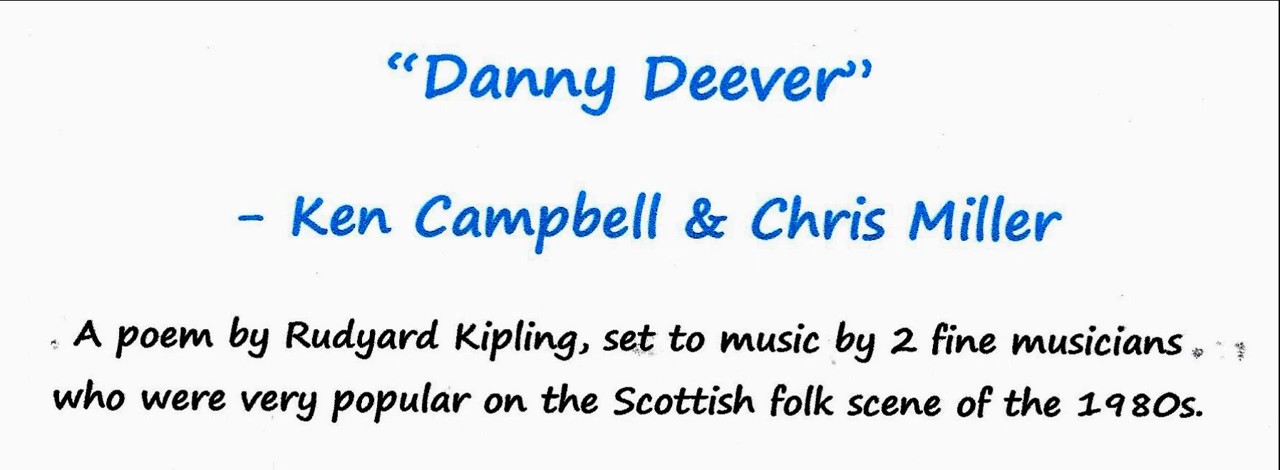 “Danny Deever”
– Ken Campbell & Chris Miller
A poem by Rudyard Kipling, set to music by 2 fine musicians
who were very popular on the Scottish folk scene of the 1980s.